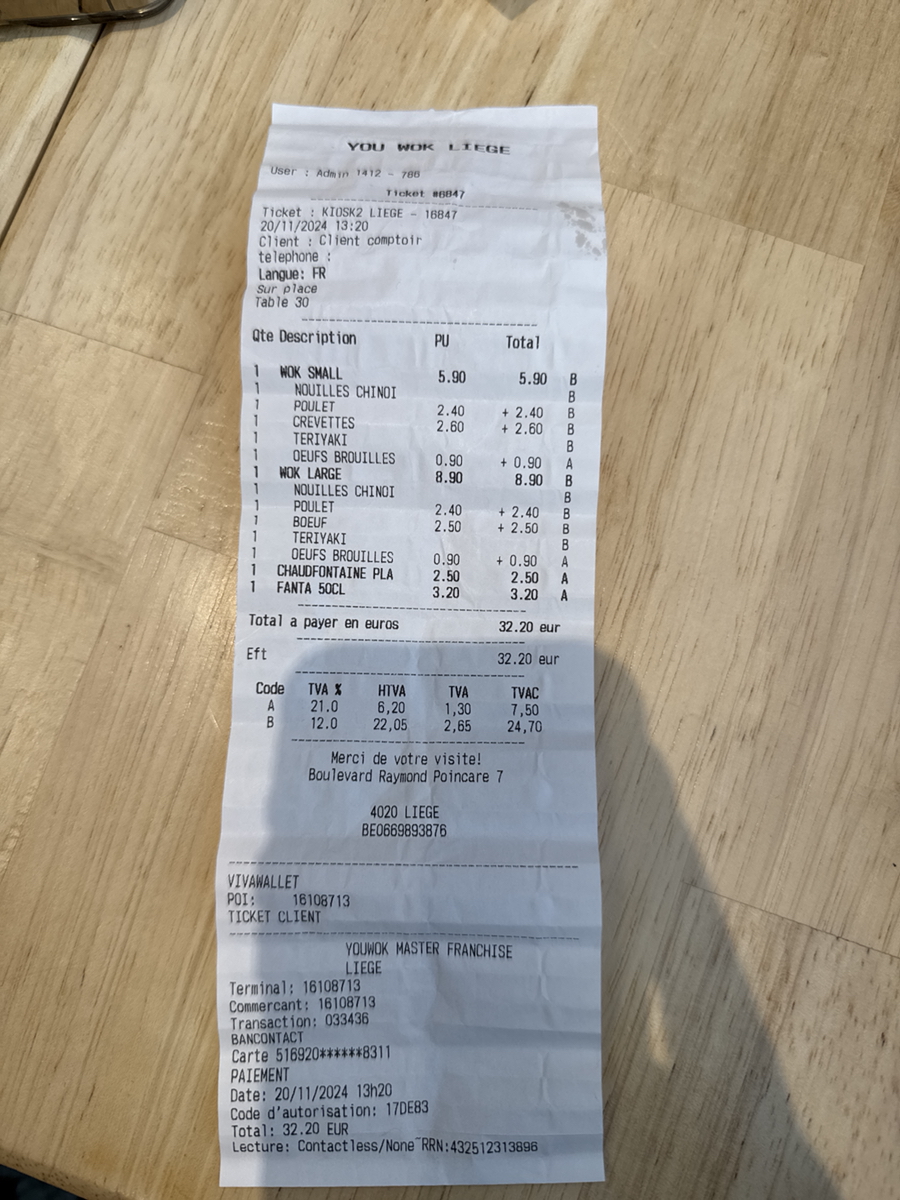 YOU WOK LIEGE
User : Admin 1412 - 786
Ticket #6847
Ticket : KIOSK2 LIEGE - 16847
20/11/2024 13:20
Client : Client comptoir
telephone :
Langue: FR
Sur place
Table 30
Qte Description PU Total
1 WOK SMALL 5.90 5.90 B
1 NOUILLES CHINOI B
1 POULET 2.40 + 2.40 B
1 CREVETTES 2.60 + 2.60 B
1 TERIYAKI B
1 OEUFS BROUILLES 0.90 + 0.90 A
1 WOK LARGE 8.90 8.90 B
1 NOUILLES CHINOI B
1 POULET 2.40 + 2.40 B
1 BOEUF 2.50 + 2.50 B
1 TERIYAKI B
1 OEUFS BROUILLES 0.90 + 0.90 A
1 CHAUDFONTAINE PLA 2.50 2.50 A
1 FANTA 50CL 3.20 3.20 A
Total a payer en euros 32.20 eur
Eft 32.20 eur
Code TVA % HTVA TVA TVAC
A 21.0 6,20 1,30 7,50
B 12.0 22,05 2,65 24,70
Merci de votre visite!
Boulevard Raymond Poincare 7
4020 LIEGE
BE0669893876
VIVAWALLET
POI: 16108713
TICKET CLIENT
YOUWOK MASTER FRANCHISE
LIEGE
Terminal: 16108713
Commercant: 16108713
Transaction: 033436
BANCONTACT
Carte 516920******8311
PAIEMENT
Date: 20/11/2024 13h20
Code d'autorisation: 17DE83
Total: 32.20 EUR
Lecture: Contactless/None~RRN:432512313896